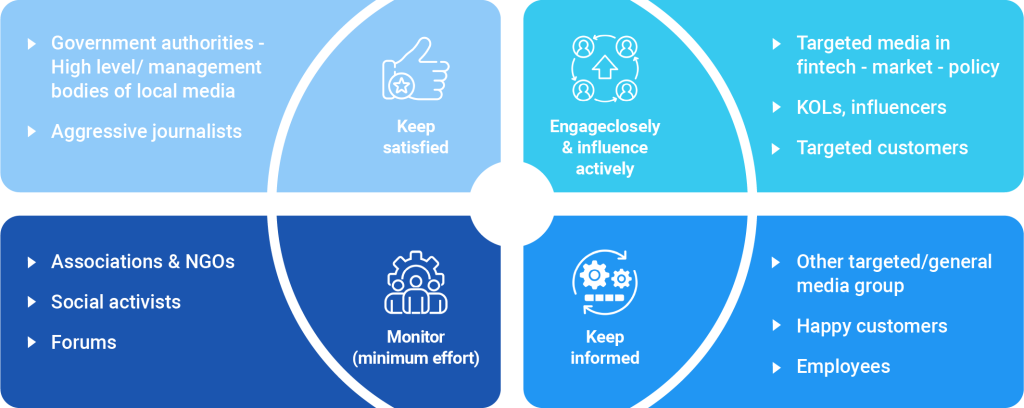 Government authorities -
High level/ management
bodies of local media
Aggressive journalists
Keep
satisfied
Engageclosely
& influence
actively
Targeted media in
fintech - market - policy
KOLs, influencers
Targeted customers
Associations & NGOs
Social activists
Forums
Monitor
(minimum effort)
Keep
informed
Other targeted/general
media group
Happy customers
Employees